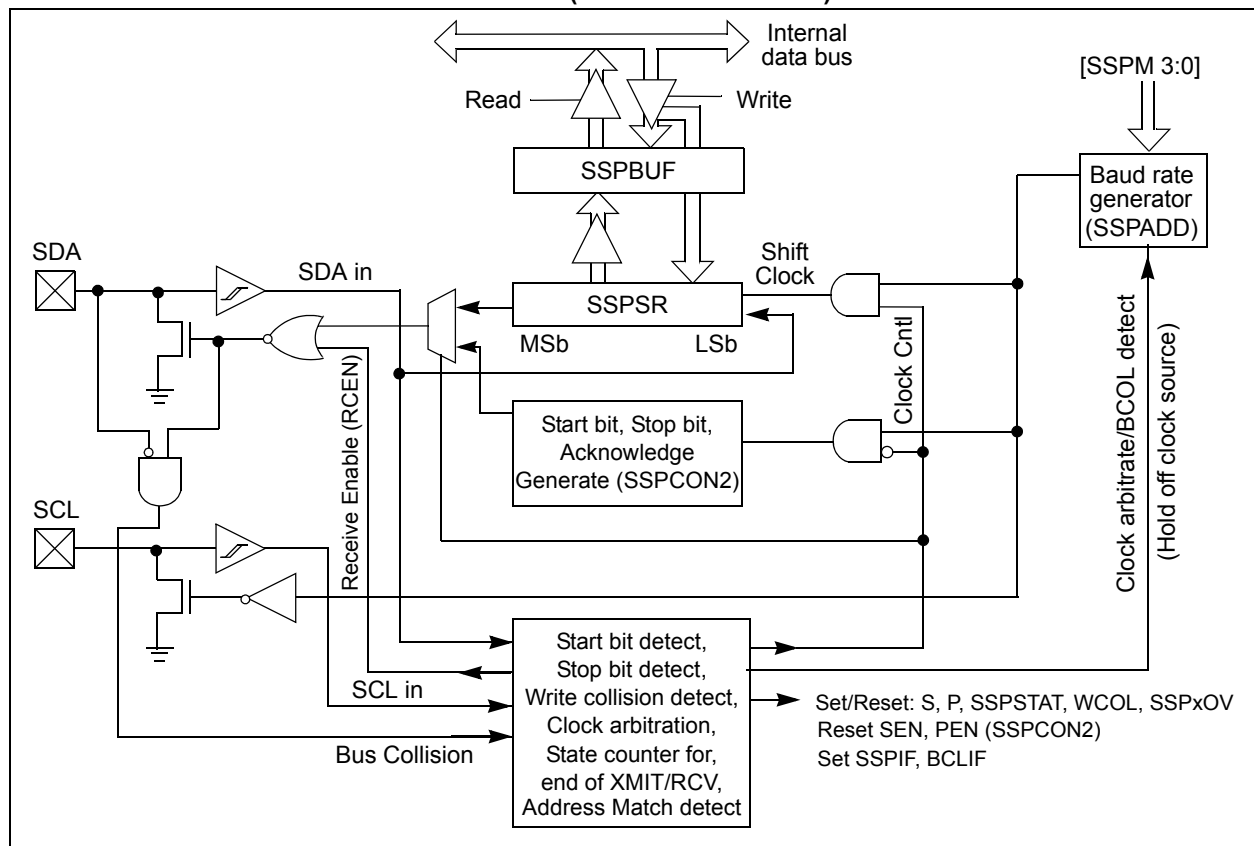 Internal
data bus
[SSPM 3:0]
Read
Write
SSPBUF
Baud rate
generator
(SSPADD)
SDA
SDA in
Shift
Clock
SSPSR
MSb
LSb
Clock Cntl
Receive Enable (RCEN)
Start bit, Stop bit,
Acknowledge
Generate (SSPCON2)
Clock arbitrate/BCOL detect
(Hold off clock source)
SCL
SCL in
Bus Collision
Start bit detect,
Stop bit detect,
Write collision detect,
Clock arbitration,
State counter for,
end of XMIT/RCV,
Address Match detect
Set/Reset: S, P, SSPSTAT, WCOL, SSPxOV
Reset SEN, PEN (SSPCON2)
Set SSPIF, BCLIF